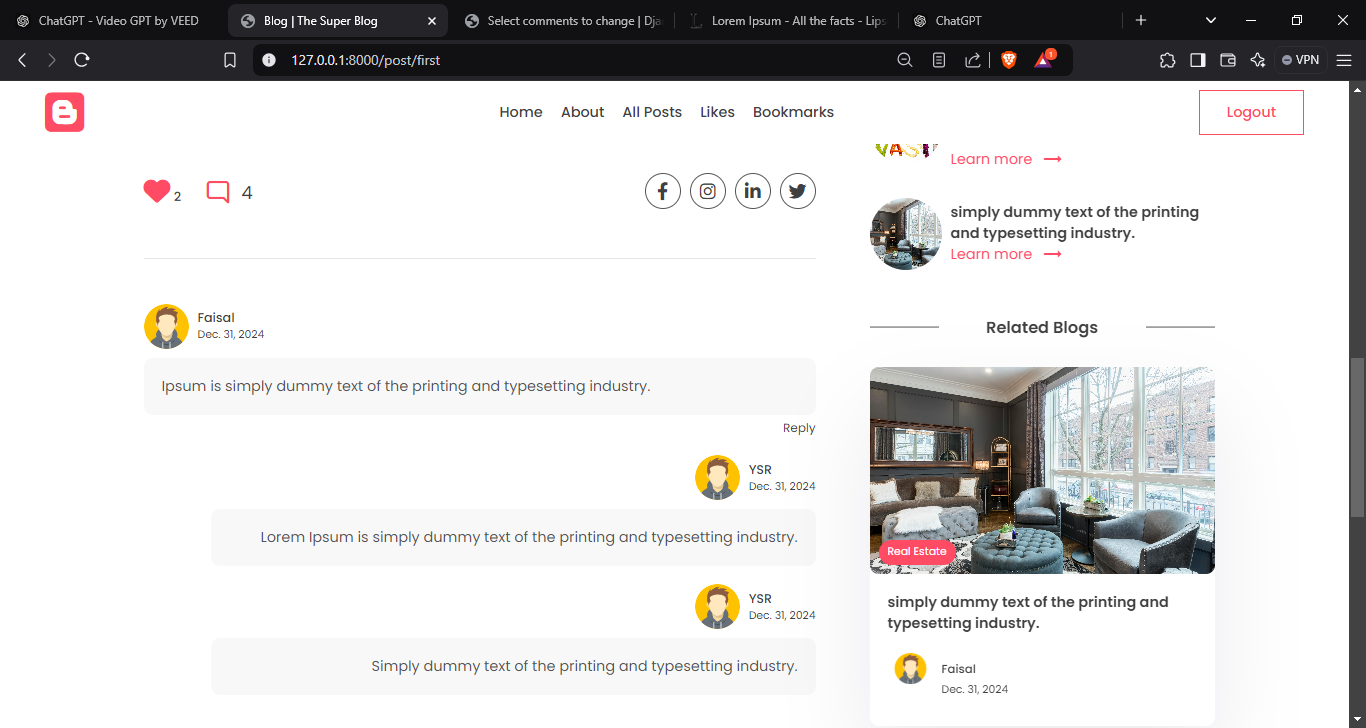 ChatGPT - Video GPT by VEED
Blog | The Super Blog
Select comments to change | Dja
Lorem Ipsum - All the facts - Lips
ChatGPT
127.0.0.1:8000/post/first
1
VPN
Home
About
All Posts
Likes
Bookmarks
Logout
2
4
Faisal
Dec. 31, 2024
Ipsum is simply dummy text of the printing and typesetting industry.
Reply
YSR
Dec. 31, 2024
Lorem Ipsum is simply dummy text of the printing and typesetting industry.
YSR
Dec. 31, 2024
Simply dummy text of the printing and typesetting industry.
Learn more
simply dummy text of the printing
and typesetting industry.
Learn more
Related Blogs
Real Estate
simply dummy text of the printing and
typesetting industry.
Faisal
Dec. 31, 2024